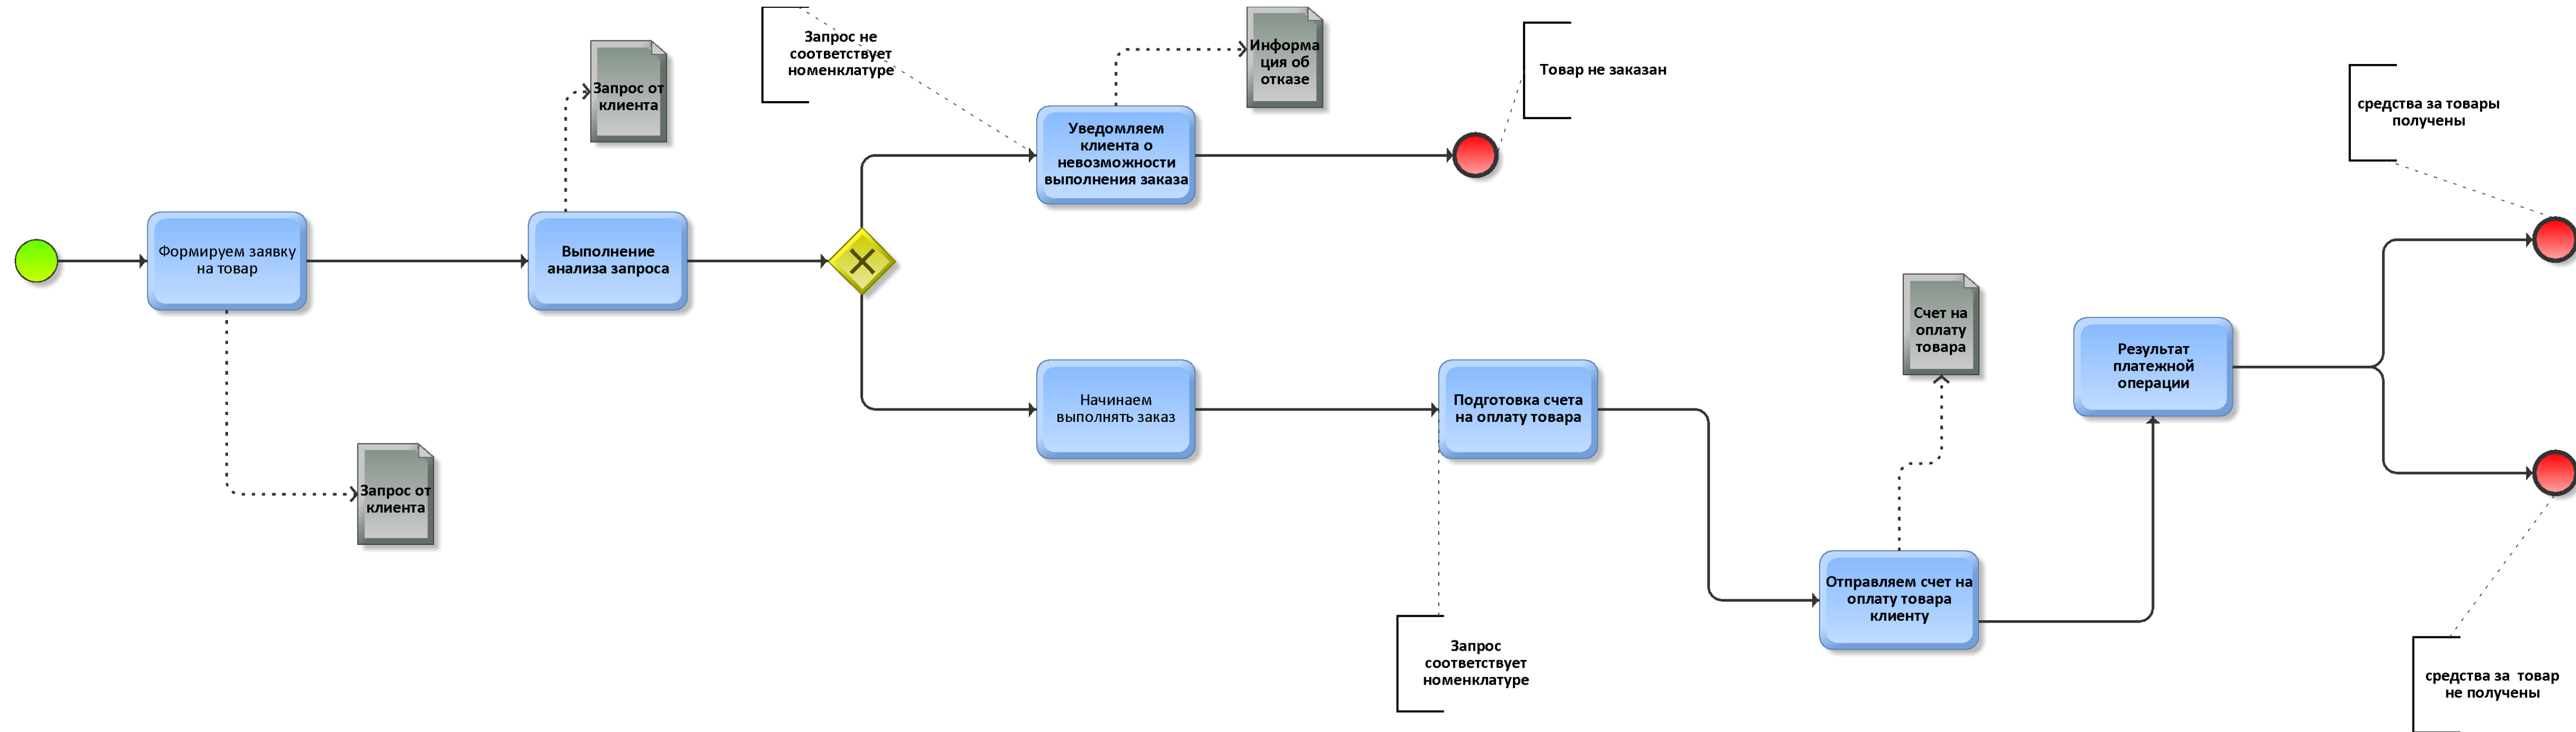 Формируем заявку
на товар
Запрос от
клиента
Запрос от
клиента
Выполнение
анализа запроса
Запрос не
соответствует
номенклатуре
Уведомляем
клиента о
невозможности
выполнения заказа
Информа
ция об
отказе
Товар не заказан
Начинаем
выполнять заказ
Подготовка счета
на оплату товара
Запрос
соответствует
номенклатуре
Отправляем счет на
оплату товара
клиенту
Счет на
оплату
товара
Результат
платежной
операции
средства за товары
получены
средства за товар
не получены